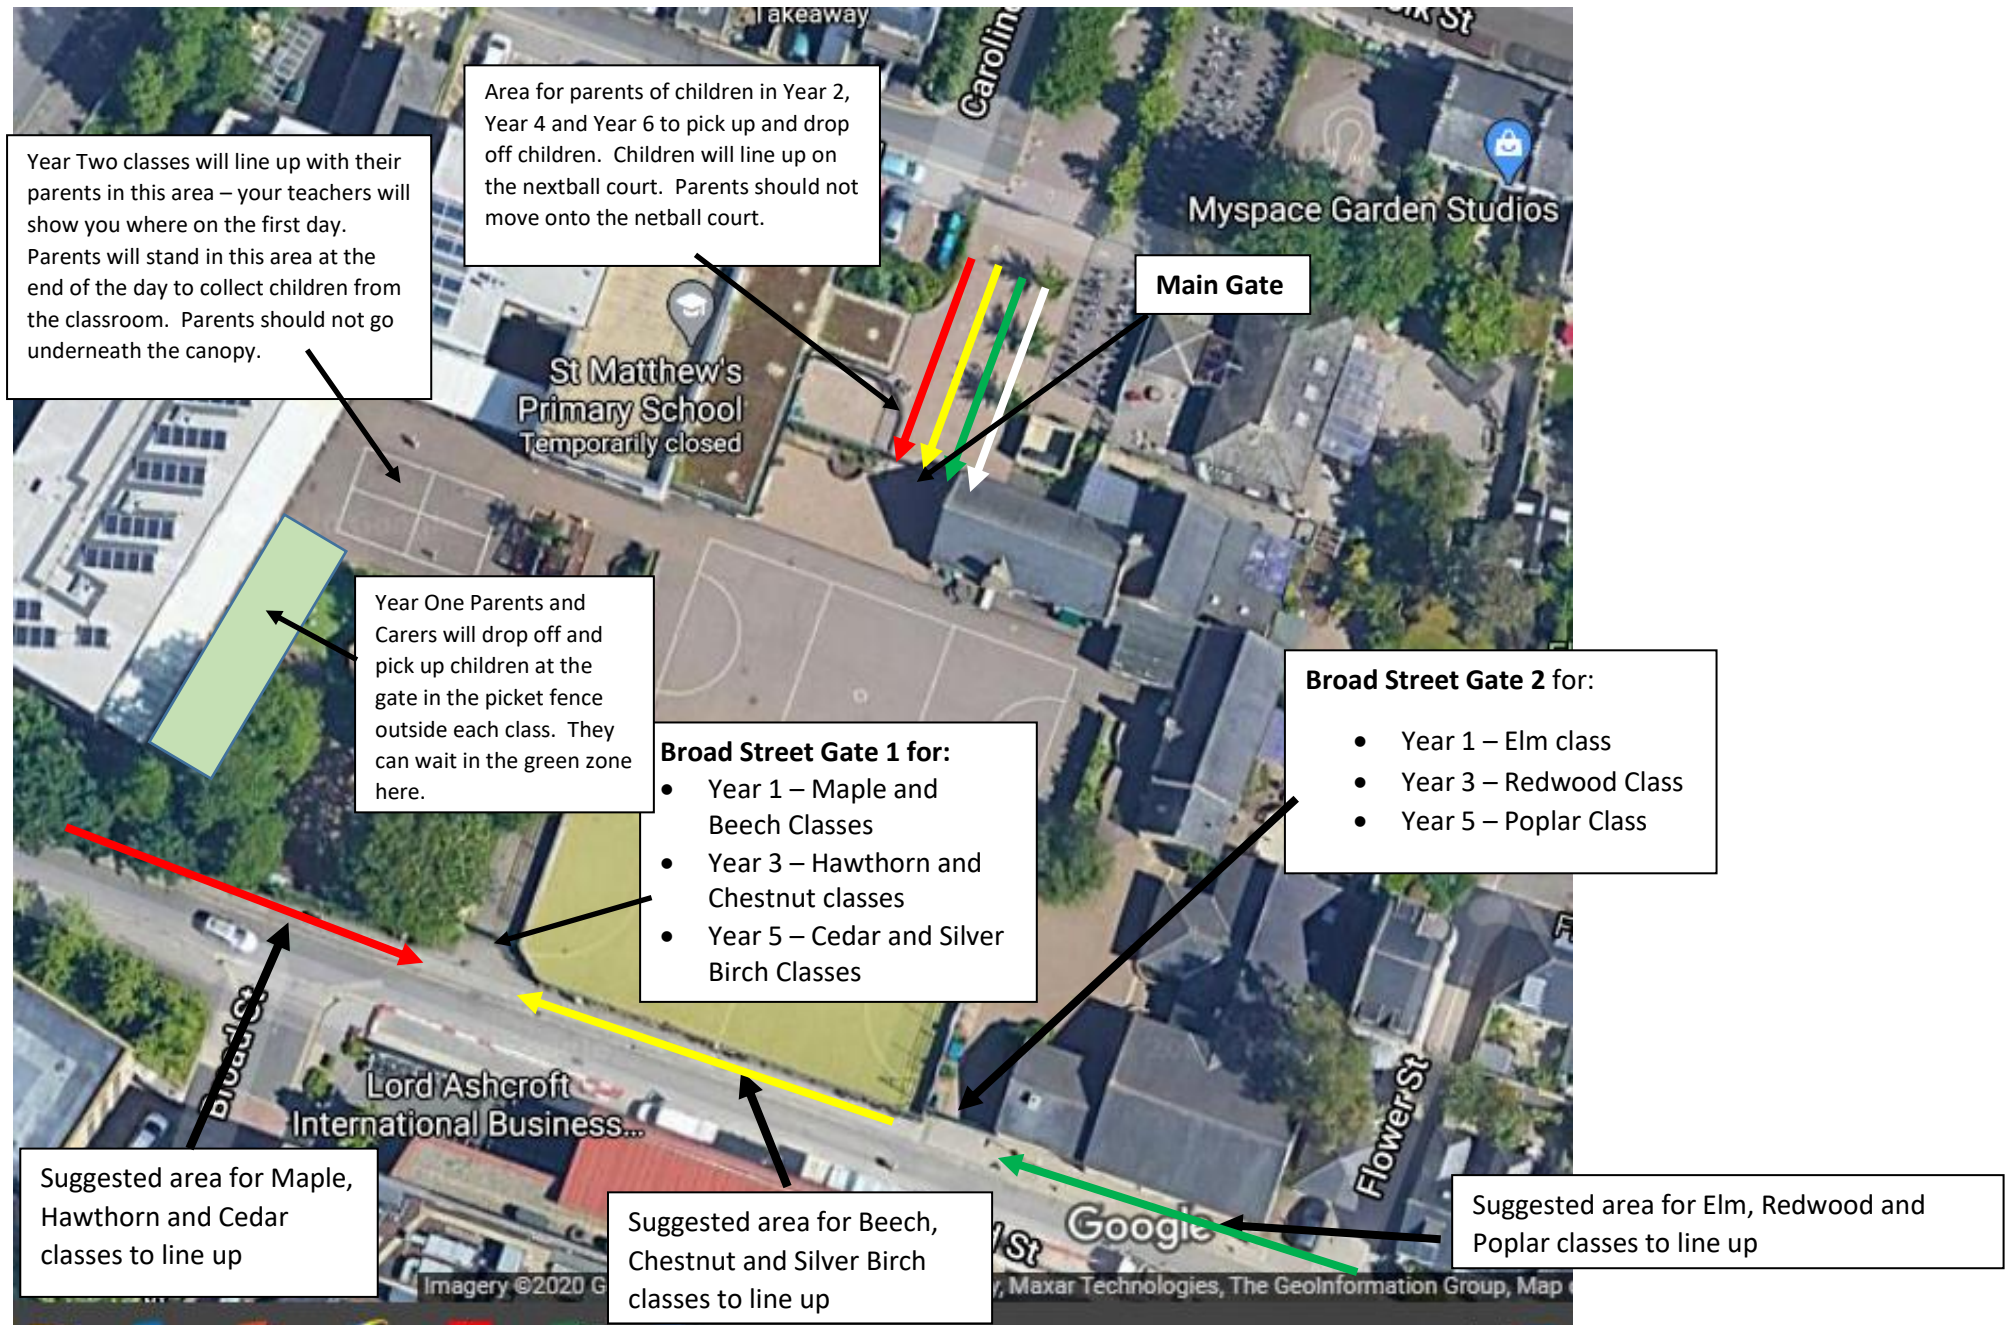 Takeaway
Carolin
lk St
Area for parents of children in Year 2,
Year 4 and Year 6 to pick up and drop
off children.  Children will line up on
the nextball court.  Parents should not
move onto the netball court.
Year Two classes will line up with their
parents in this area – your teachers will
show you where on the first day.
Parents will stand in this area at the
end of the day to collect children from
the classroom.  Parents should not go
underneath the canopy.
Myspace Garden Studios
Main Gate
St Matthew's
Primary School
Temporarily closed
Year One Parents and
Carers will drop off and
pick up children at the
gate in the picket fence
outside each class.  They
can wait in the green zone
here.
Broad Street Gate 1 for:
• Year 1 – Maple and
Beech Classes
• Year 3 – Hawthorn and
Chestnut classes
• Year 5 – Cedar and Silver
Birch Classes
Broad Street Gate 2 for:
• Year 1 – Elm class
• Year 3 – Redwood Class
• Year 5 – Poplar Class
Broad St
Lord Ashcroft
International Business...
Flower St
Suggested area for Maple,
Hawthorn and Cedar
classes to line up
Suggested area for Beech,
Chestnut and Silver Birch
classes to line up
St
Google
Suggested area for Elm, Redwood and
Poplar classes to line up
Imagery ©2020 G
, Maxar Technologies, The GeoInformation Group, Map